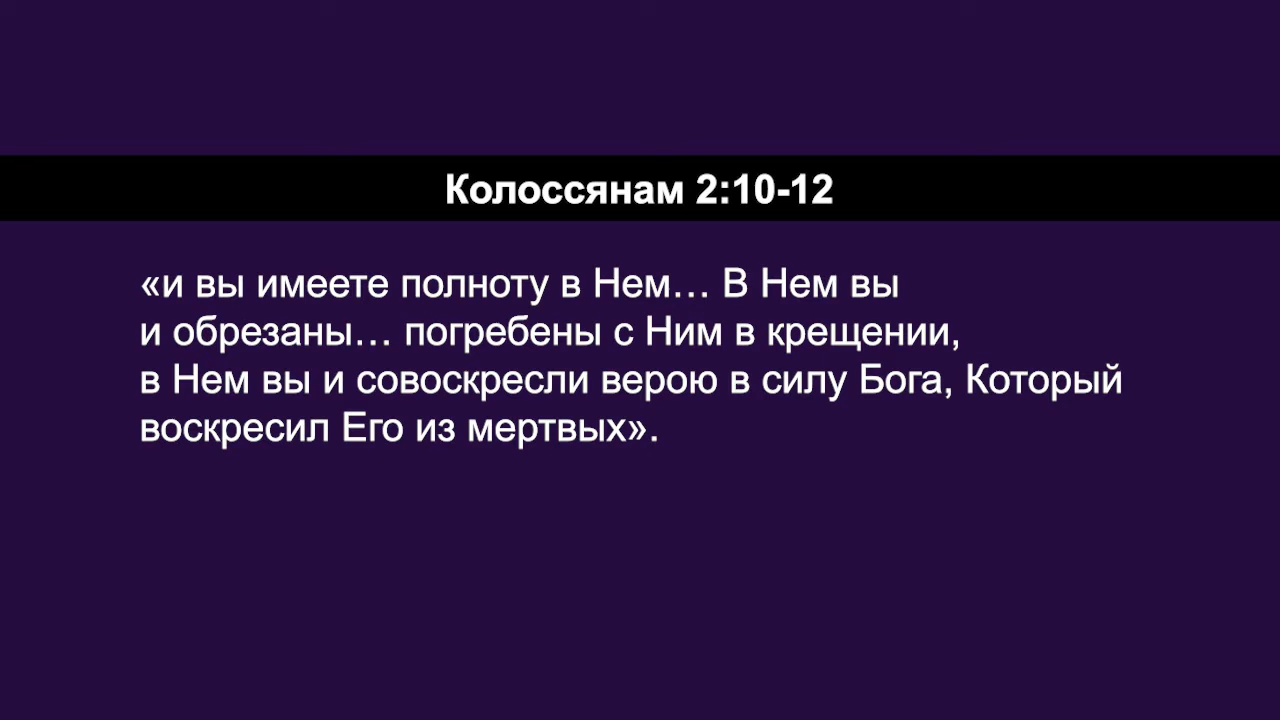 Колоссянам 2:10-12
«и вы имеете полноту в Нем… В Нем вы
и обрезаны… погребены с Ним в крещении,
в Нем вы и совоскресли верою в силу Бога, Который
воскресил Его из мертвых».